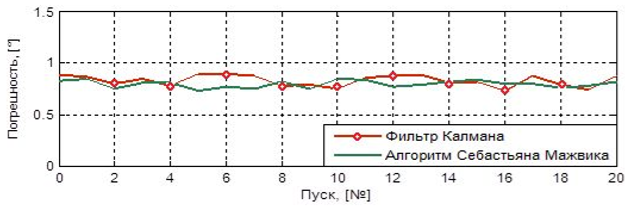 1.5
1
0.5
0
Погрешность, [°]
0 2 4 6 8 10 12 14 16 18 20
Пуск, [№]
Фильтр Калмана
Алгоритм Себастьяна Мажвика